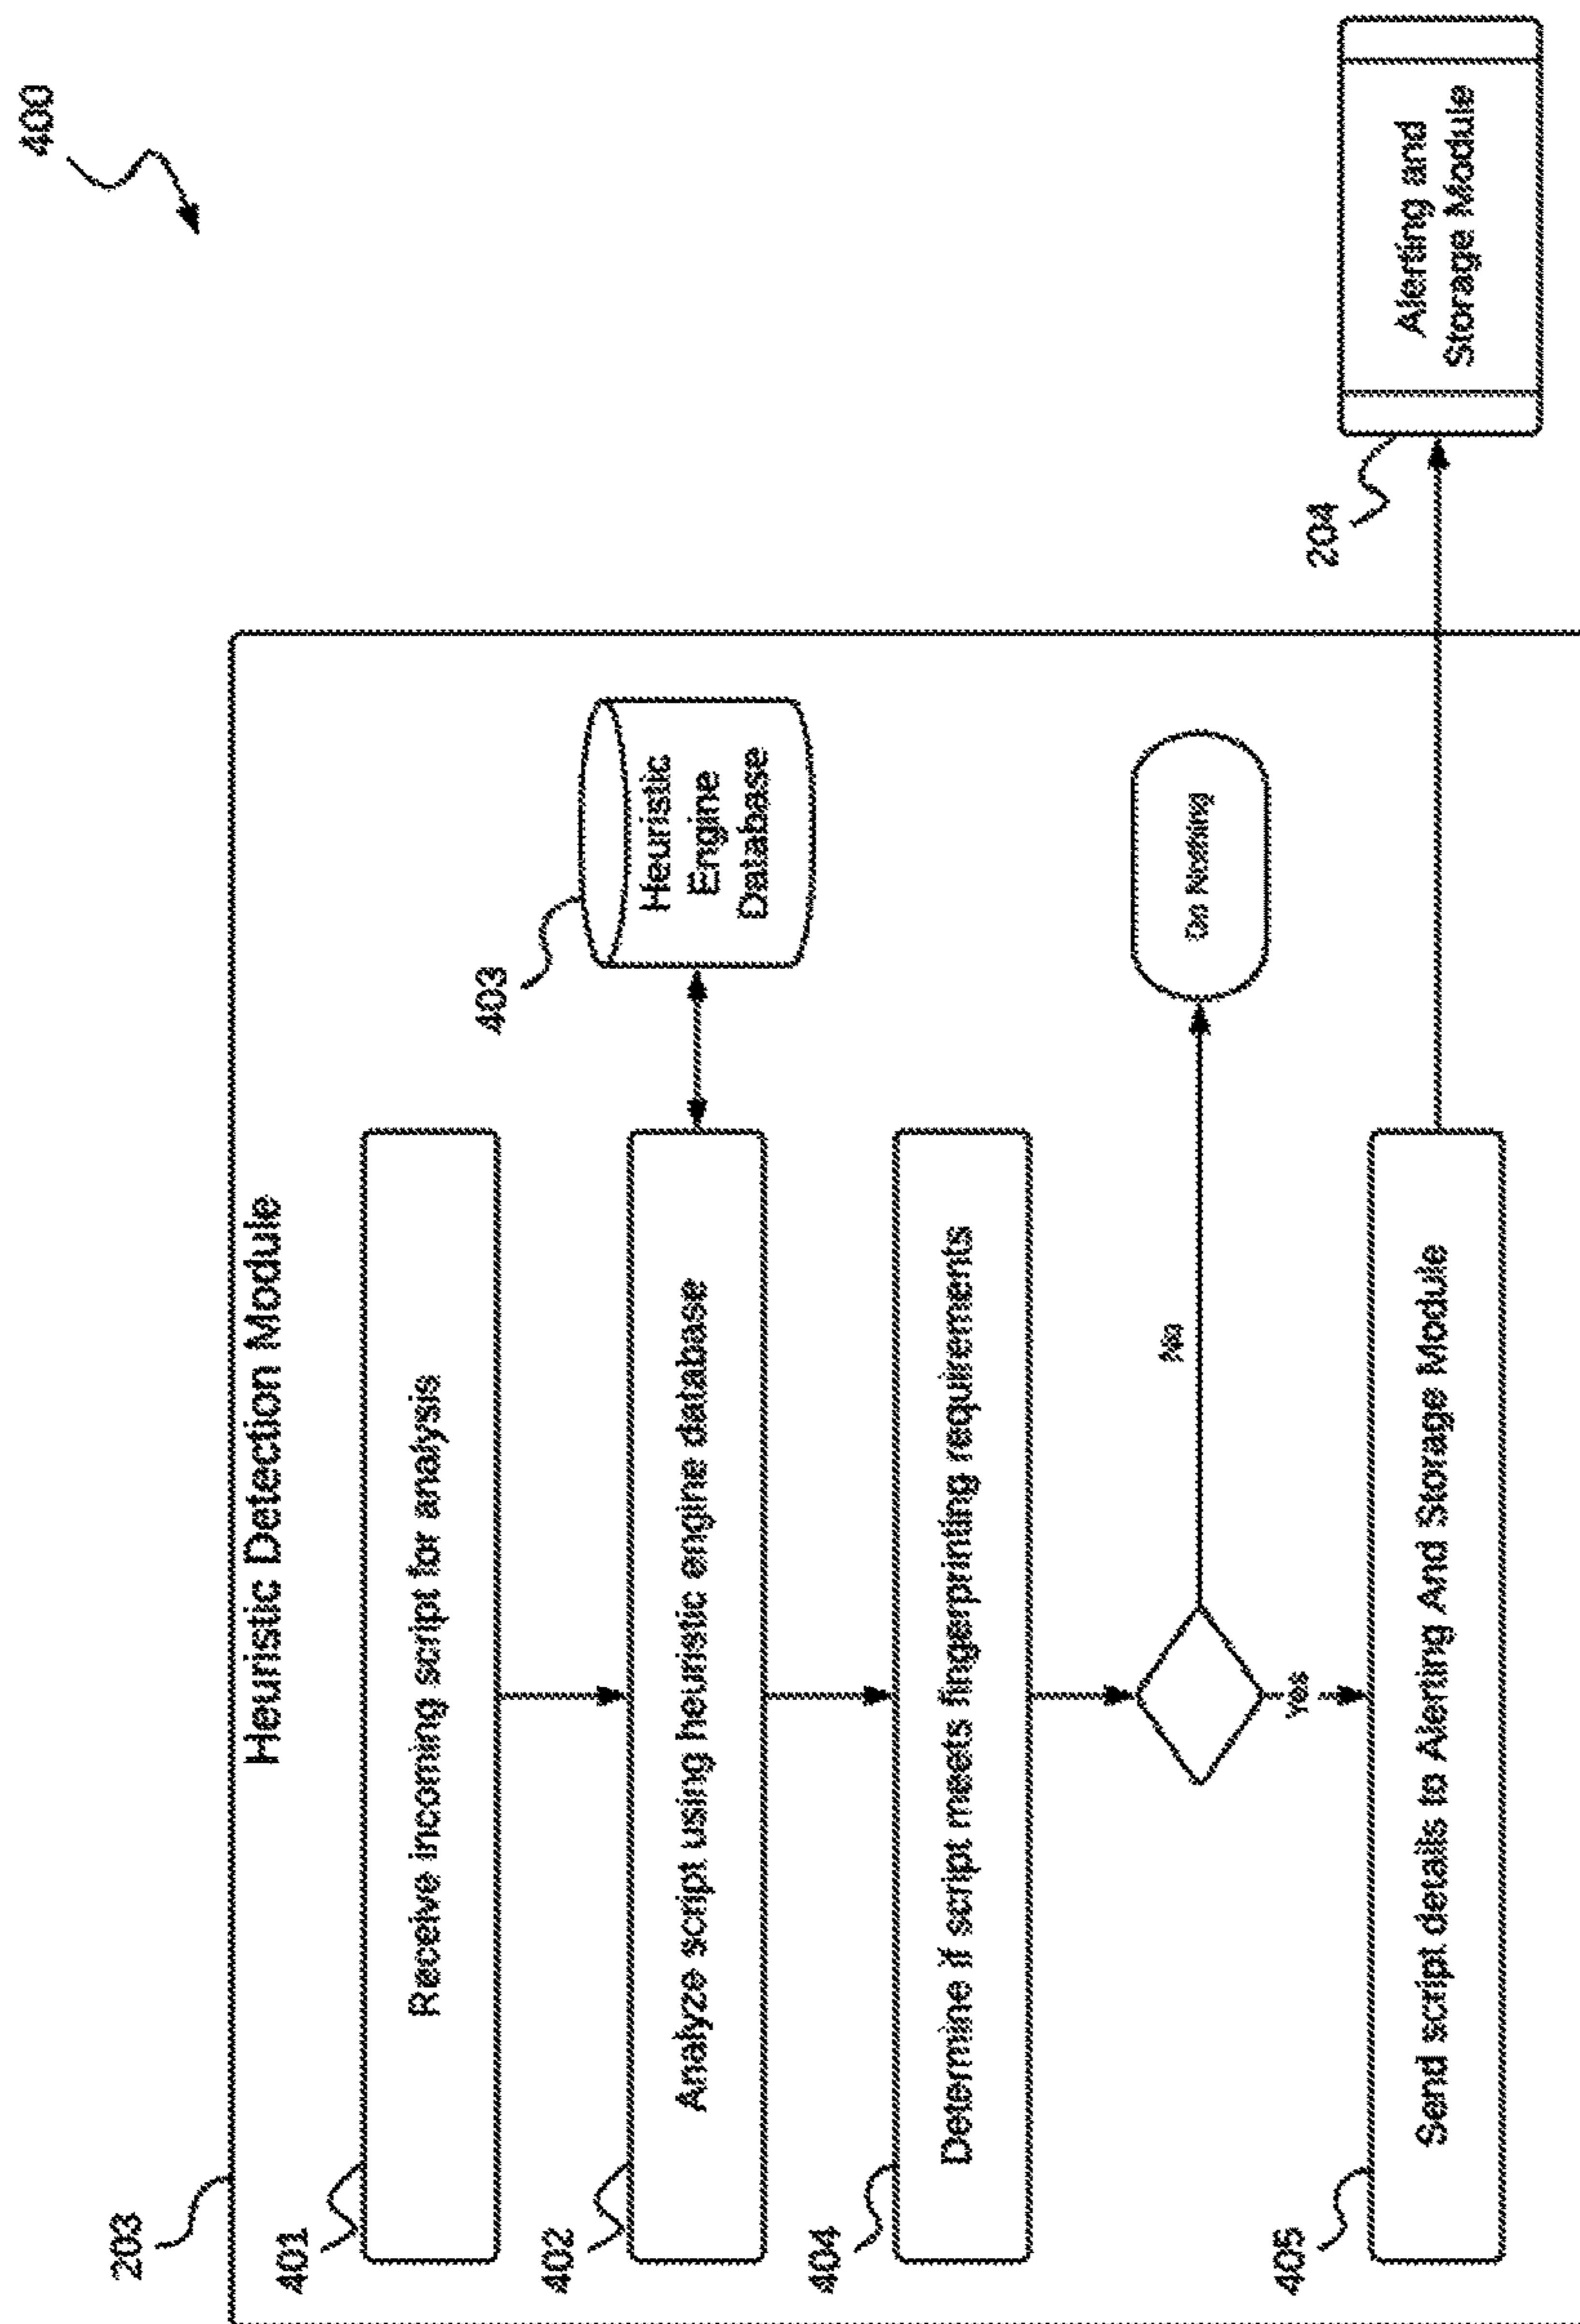 400
203
Heuristic Detection Module
401
Receive incoming script for analysis
402
Analyze script using heuristic engine database
403
Heuristic
Engine
Database
404
Determine if script meets fingerprinting requirements
No
Do Nothing
yes
405
Send script details to Alerting And Storage Module
204
Alerting and
Storage Module